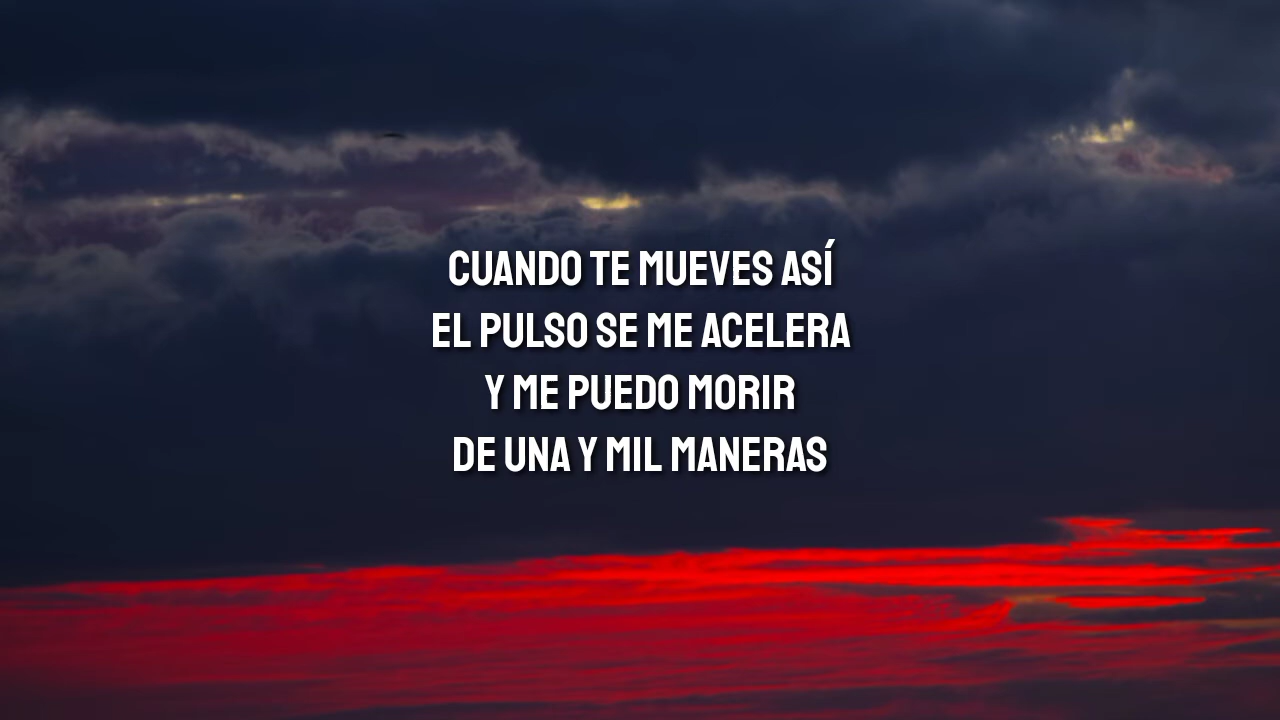 CUANDO TE MUEVES ASÍ
EL PULSO SE ME ACELERA
Y ME PUEDO MORIR
DE UNA Y MIL MANERAS